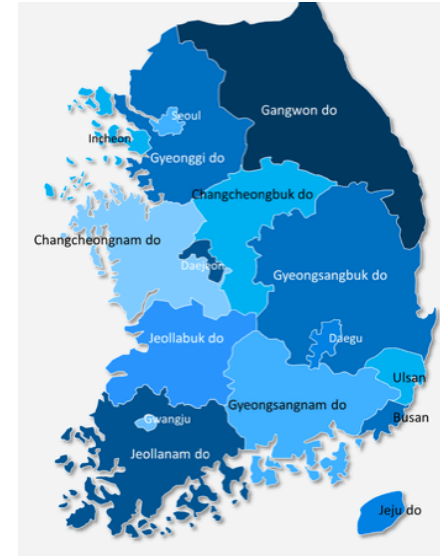 Gangwon do
Seoul
Incheon
Gyeonggi do
Changcheongbuk do
Changcheongnam do
Daejeon
Gyeongsangbuk do
Jeollabuk do
Daegu
Ulsan
Gyeongsangnam do
Busan
Gwangju
Jeollanam do
Jeju do